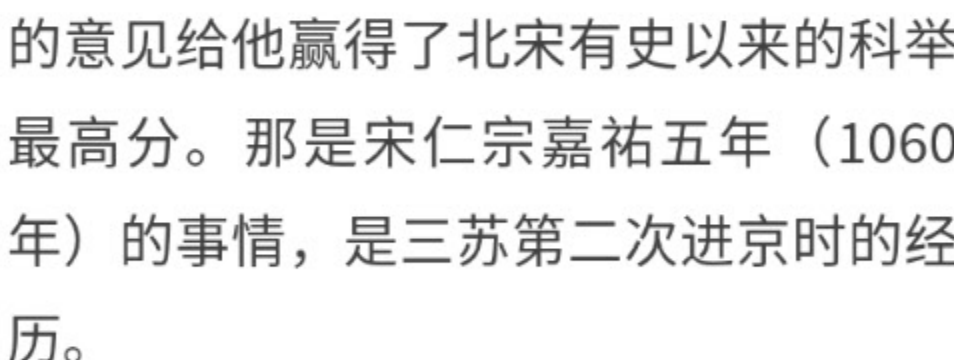 的意见给他赢得了北宋有史以来的科举
最高分。那是宋仁宗嘉祐五年（1060
年）的事情，是三苏第二次进京时的经
历。